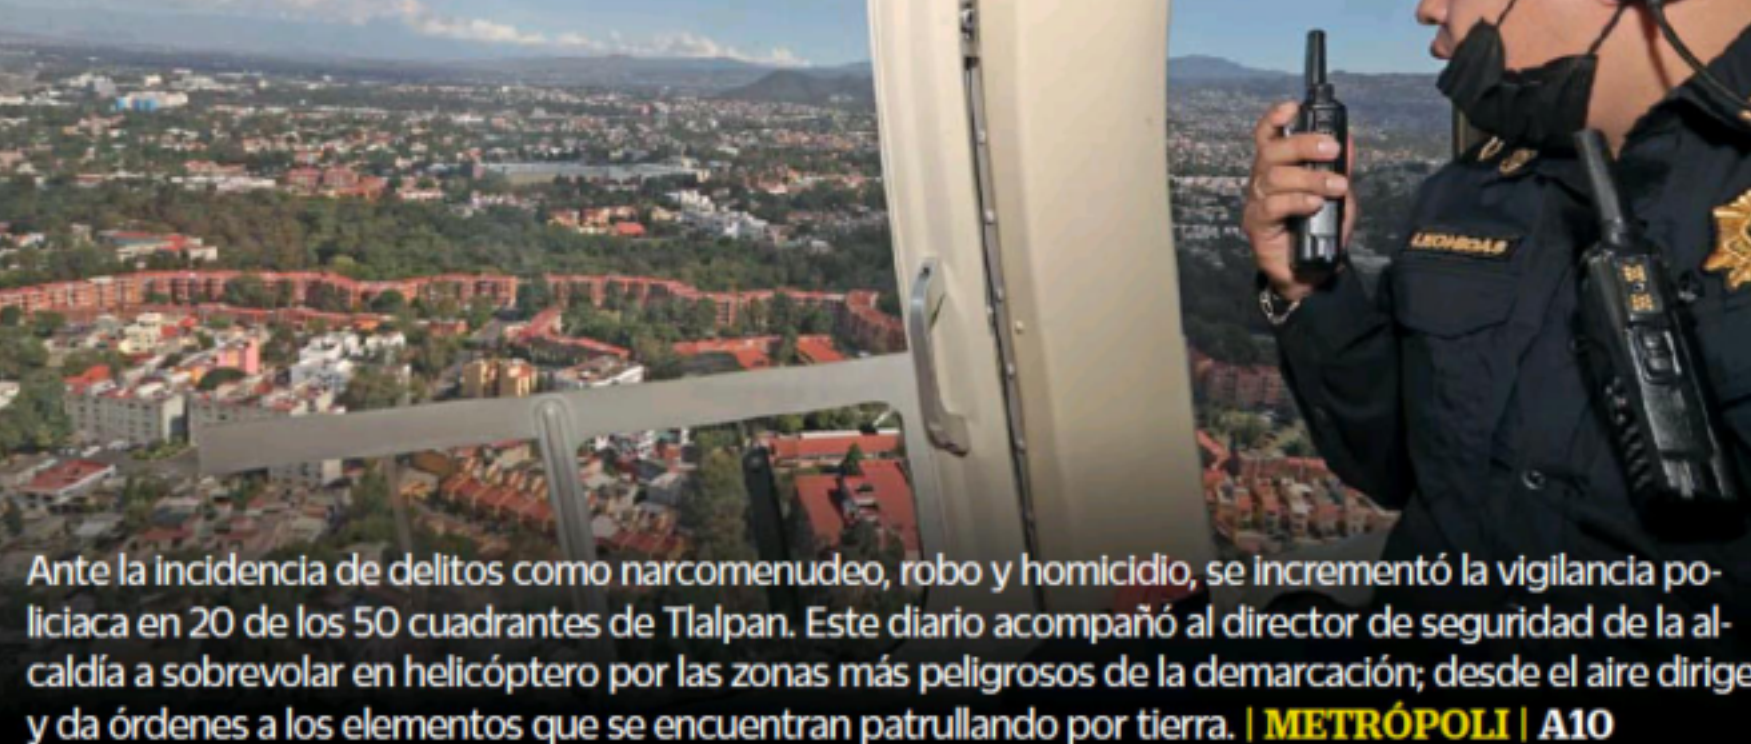 LEONIDAS
Ante la incidencia de delitos como narcomenudeo, robo y homicidio, se incrementó la vigilancia po-
liciaca en 20 de los 50 cuadrantes de Tlalpan. Este diario acompañó al director de seguridad de la al-
caldía a sobrevolar en helicóptero por las zonas más peligrosos de la demarcación; desde el aire dirige
y da órdenes a los elementos que se encuentran patrullando por tierra. | METRÓPOLI | A10